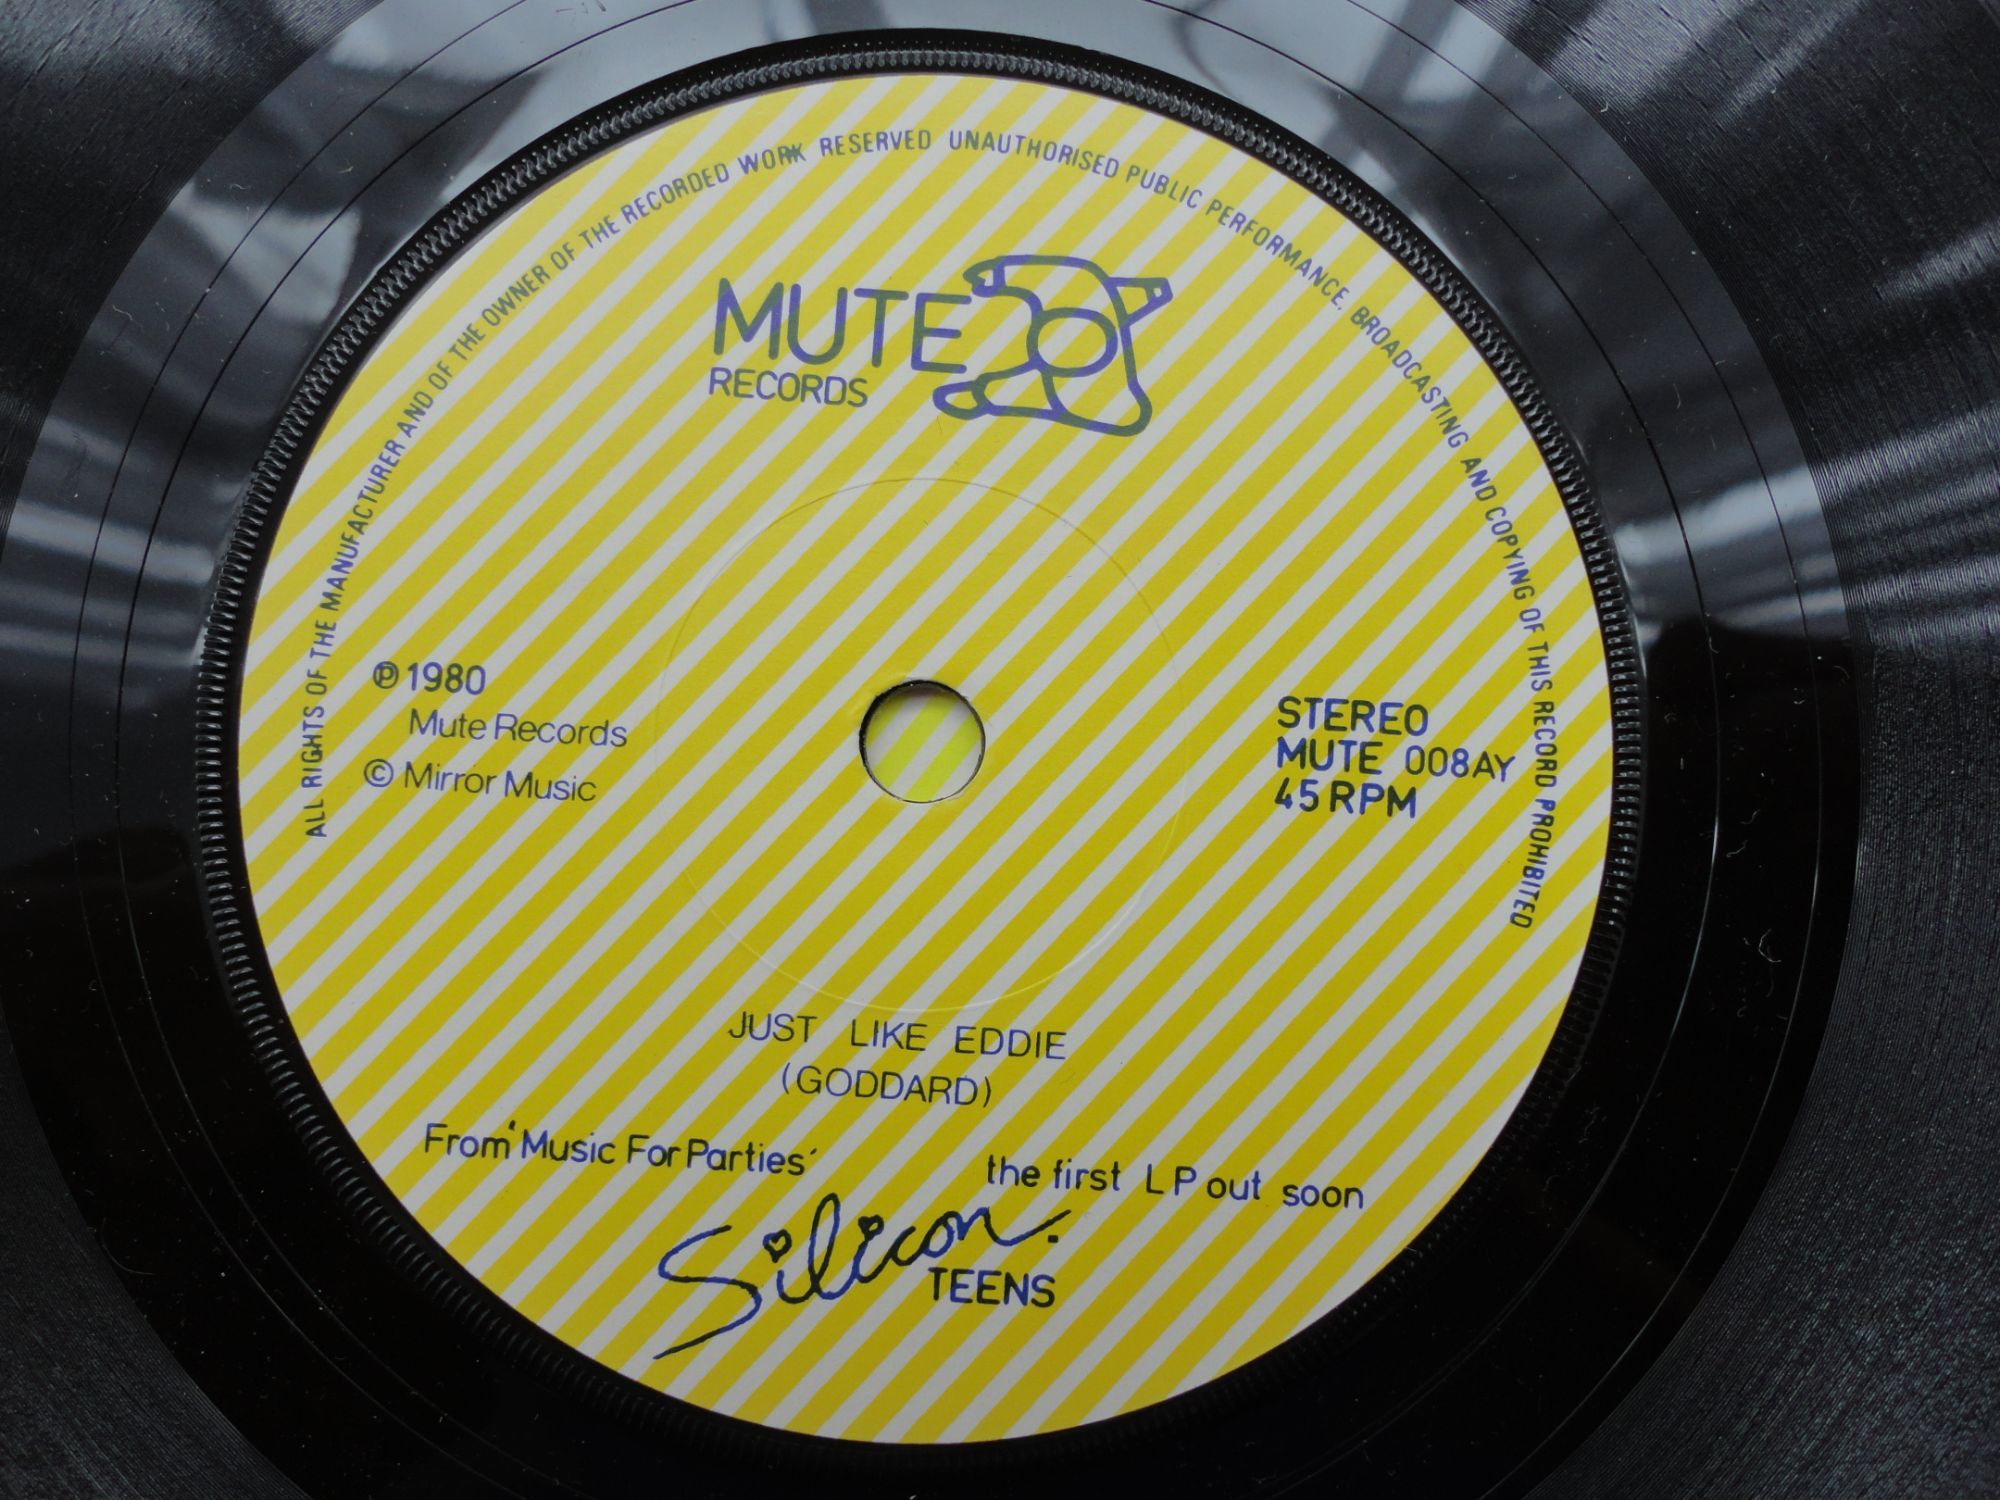 ALL RIGHTS OF THE MANUFACTURER AND OF THE OWNER OF THE RECORDED WORK RESERVED UNAUTHORISED PUBLIC PERFORMANCE. BROADCASTING AND COPYING OF THIS RECORD PROHIBITED
MUTE
RECORDS
℗ 1980
Mute Records
© Mirror Music
STEREO
MUTE 008AY
45 RPM
JUST LIKE EDDIE
(GODDARD)
From 'Music For Parties' the first LP out soon
Silicon.
TEENS